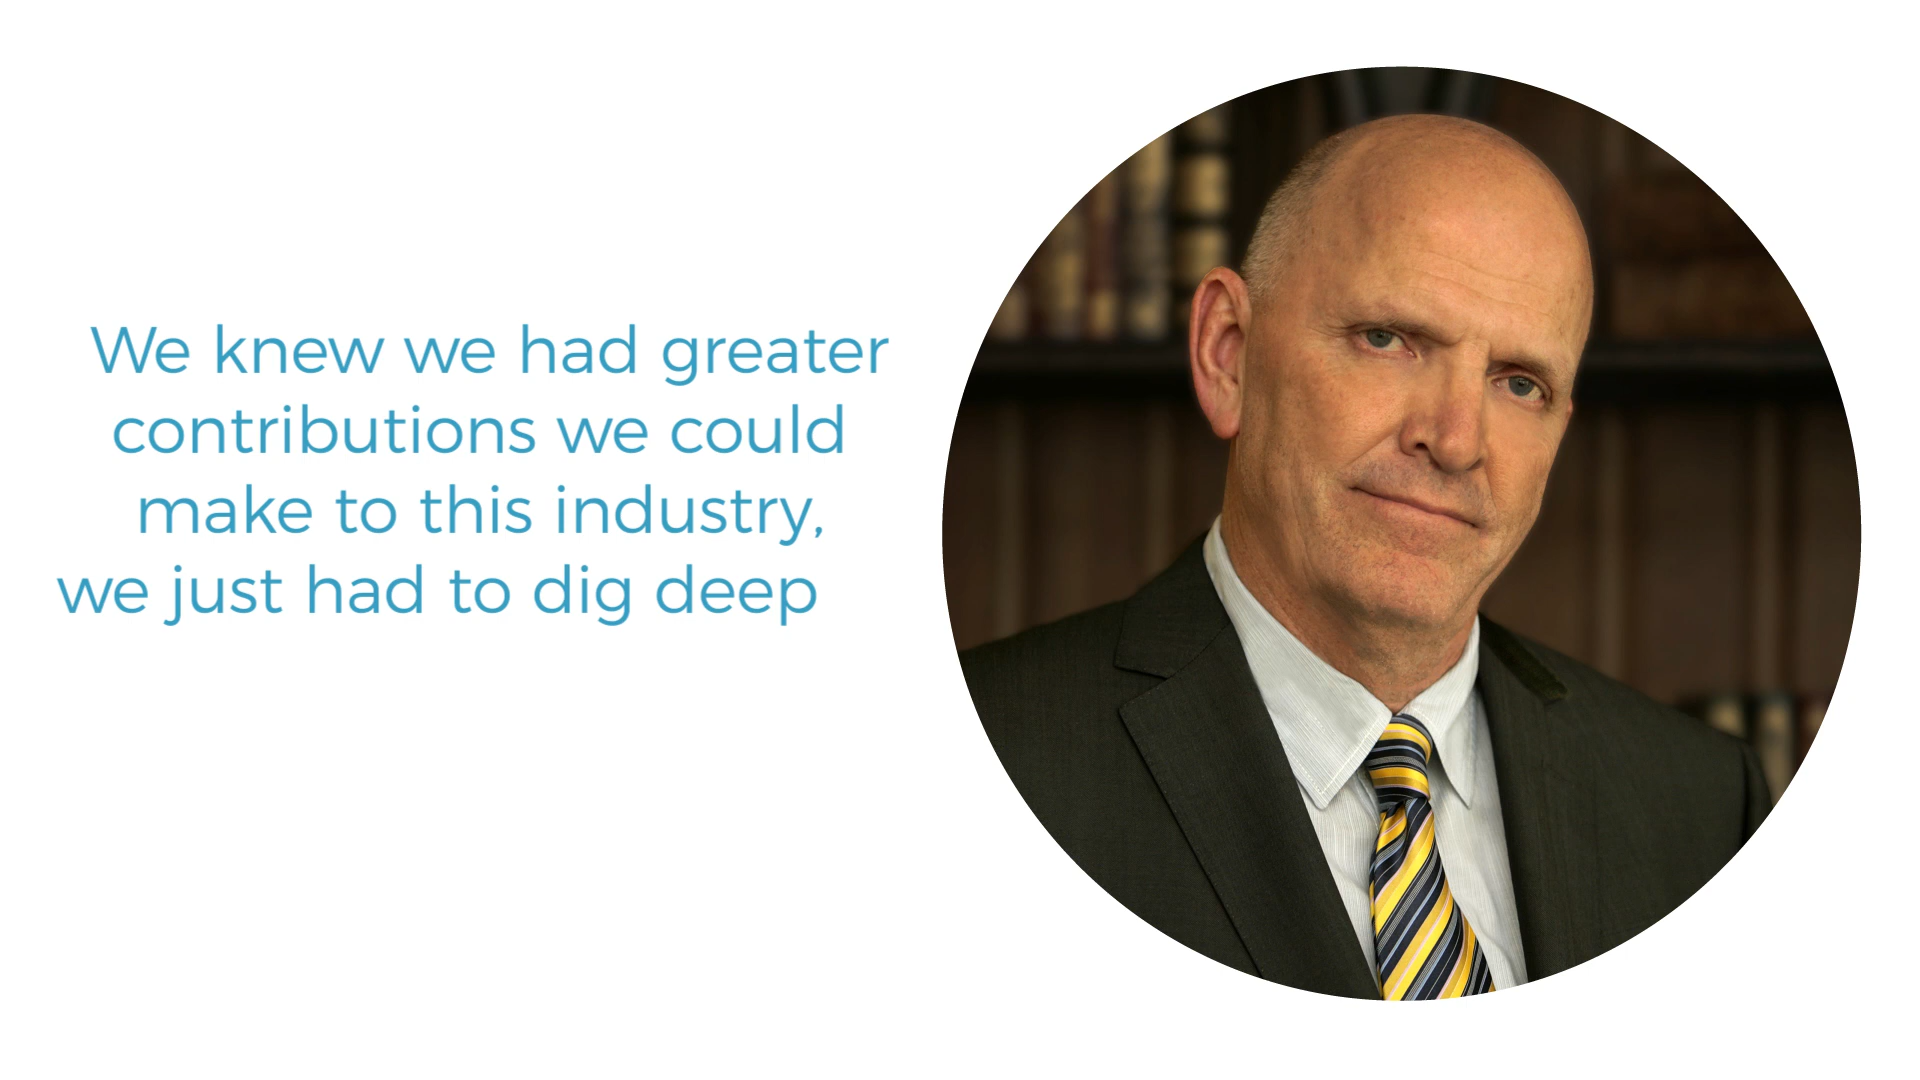 We knew we had greater
contributions we could
make to this industry,
we just had to dig deep